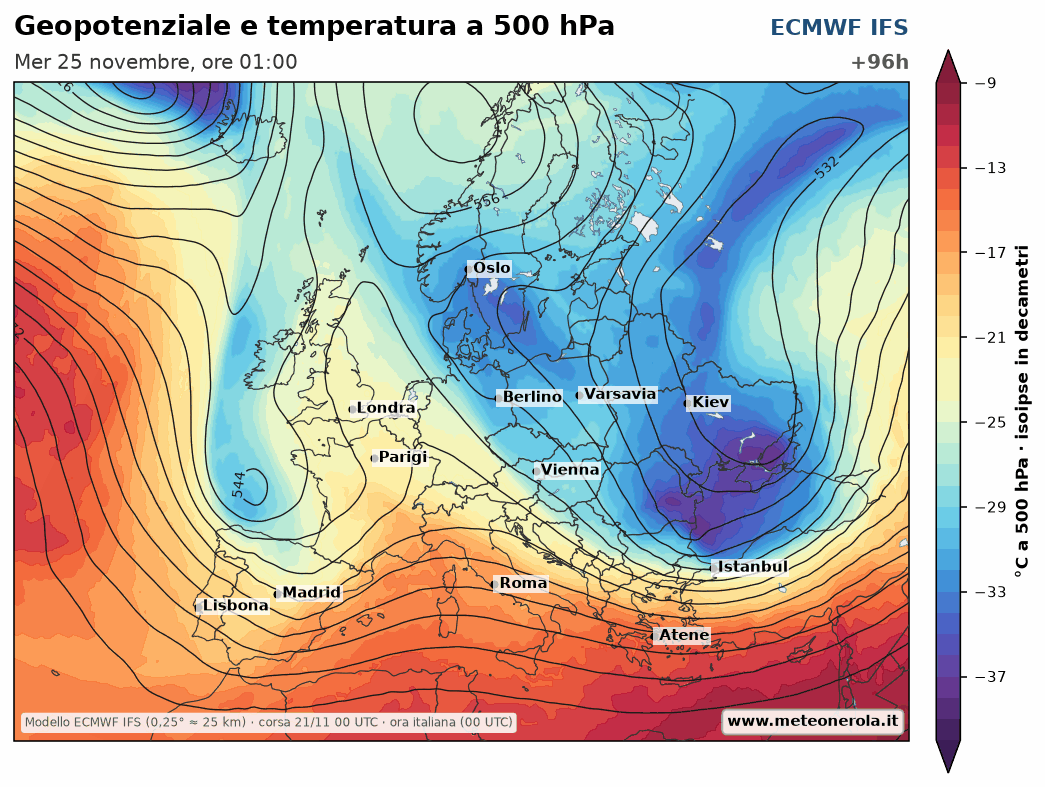 Geopotenziale e temperatura a 500 hPa
ECMWF IFS
Mer 25 novembre, ore 01:00
+96h
556
532
544
Oslo
Londra
Berlino
Varsavia
Kiev
Parigi
Vienna
Istanbul
Roma
Madrid
Lisbona
Atene
Modello ECMWF IFS (0,25° ≈ 25 km) · corsa 21/11 00 UTC · ora italiana (00 UTC)
www.meteonerola.it
−9
−13
−17
−21
−25
−29
−33
−37
°C a 500 hPa · isoipse in decametri